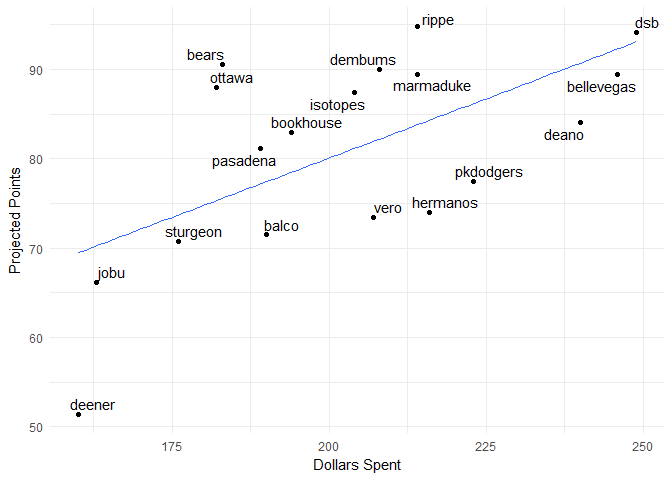 rippe
dsb
bears
dembums
90
ottawa
marmaduke
bellevegas
isotopes
bookhouse
deano
80
pasadena
pkdodgers
hermanos
vero
balco
sturgeon
70
jobu
60
deener
50
Projected Points
175
200
225
250
Dollars Spent